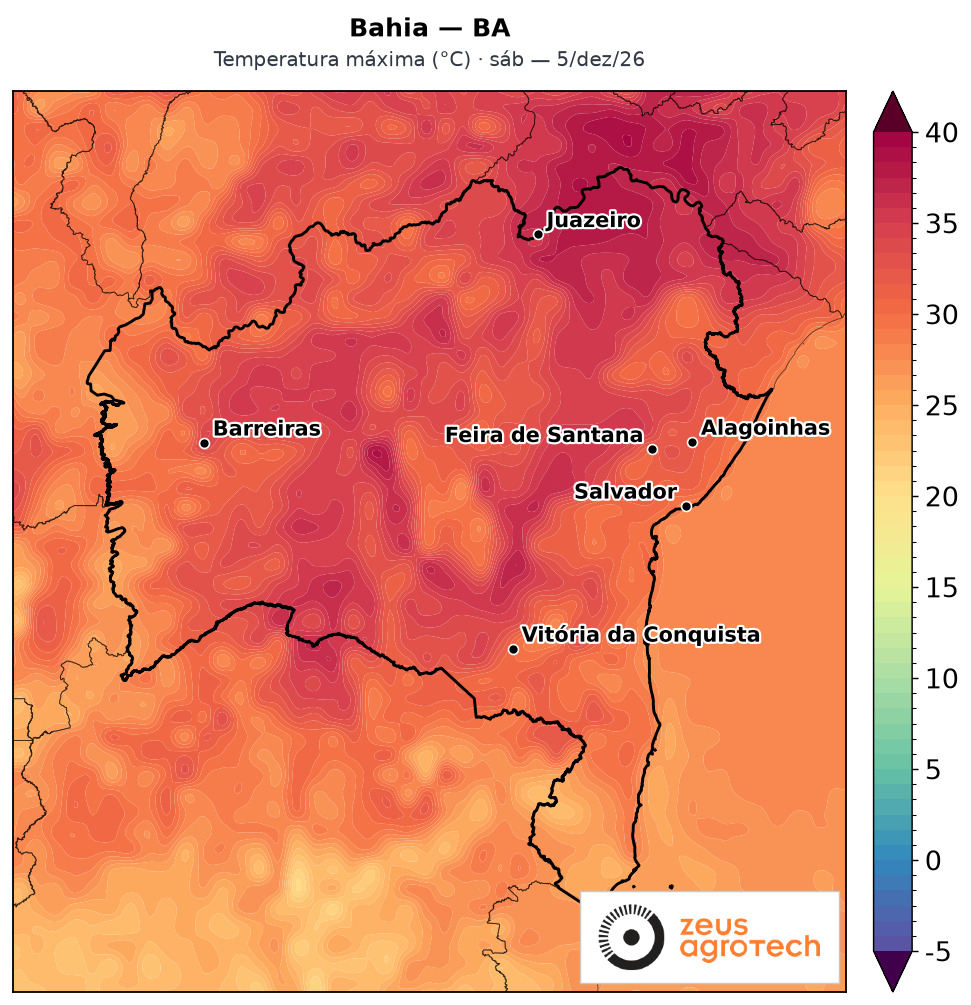 Bahia — BA
Temperatura máxima (°C) · sáb — 5/dez/26
Juazeiro
Barreiras
Feira de Santana
Alagoinhas
Salvador
Vitória da Conquista
40
35
30
25
20
15
10
5
0
-5
zeus
agrotech